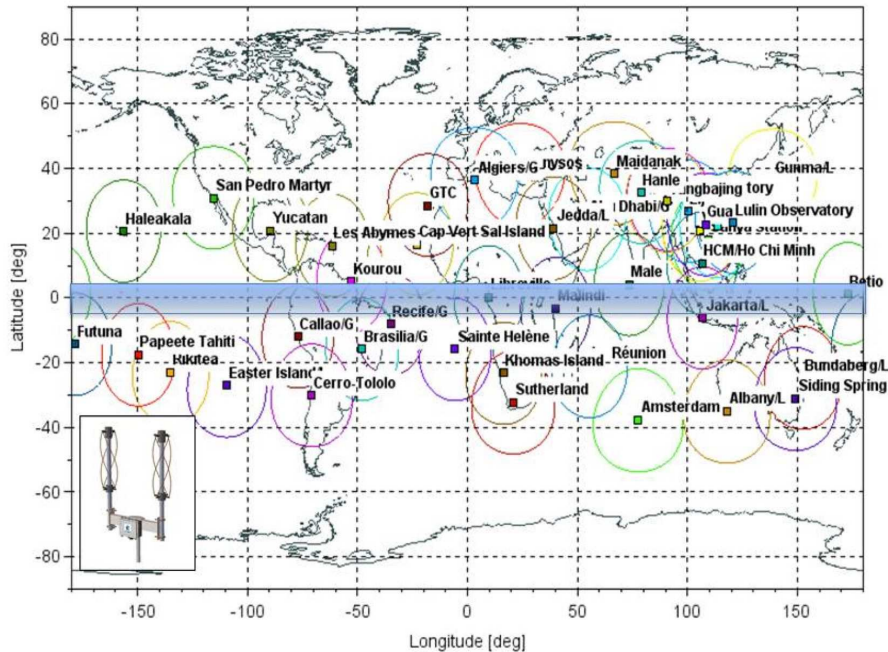 80
60
40
20
0
-20
-40
-60
-80
Latitude [deg]
-150
-100
-50
0
50
100
150
Longitude [deg]
Algiers/G
Maidanak
Gunma/L
San Pedro Martyr
GTC
Hanle
Haleakala
Yucatan
Jedda/L
Dhabi/G
Gua
Lulin Observatory
Les Abymes
Cap Vert Sal Island
HCM/Ho Chi Minh
Kourou
Libreville
Male
Betio
Malindi
Recife/G
Jakarta/L
Futuna
Papeete Tahiti
Callao/G
Brasilia/G
Sainte Helène
Rikitea
Khomas Island
Réunion
Bundaberg/L
Easter Island
Cerro-Tololo
Sutherland
Siding Spring
Amsterdam
Albany/L